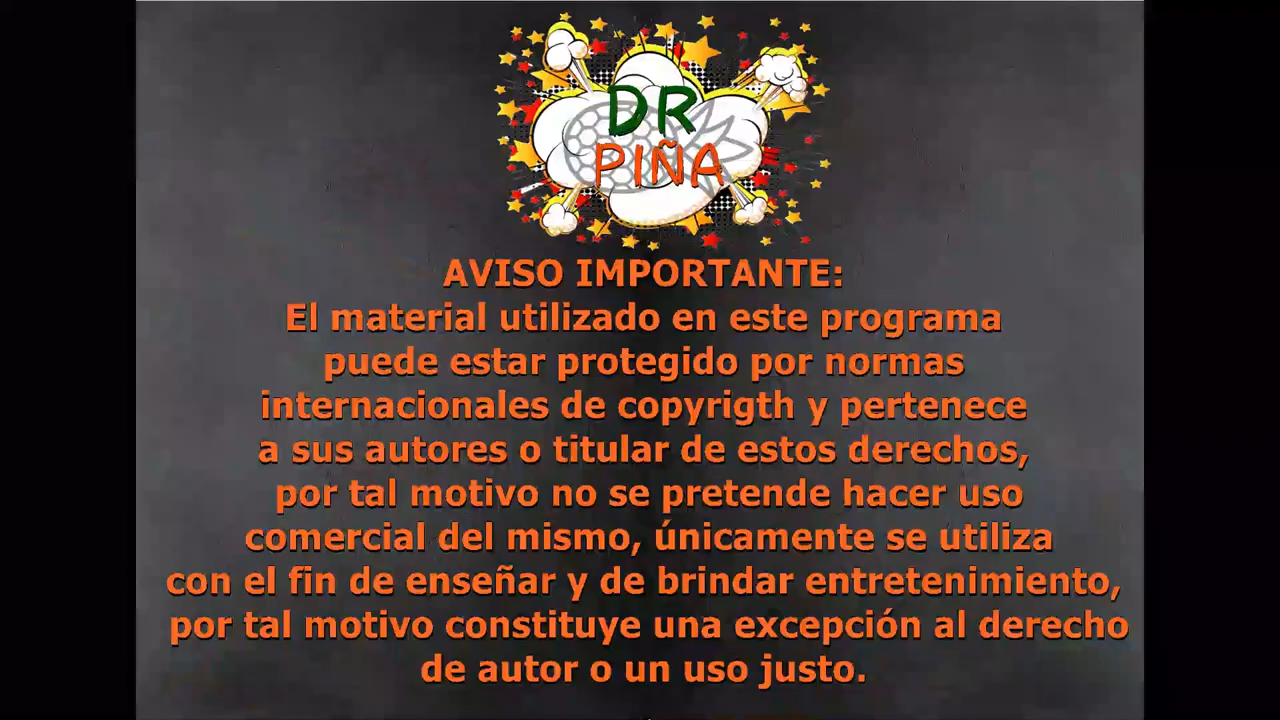 DR
PIÑA
AVISO IMPORTANTE:
El material utilizado en este programa
puede estar protegido por normas
internacionales de copyrigth y pertenece
a sus autores o titular de estos derechos,
por tal motivo no se pretende hacer uso
comercial del mismo, únicamente se utiliza
con el fin de enseñar y de brindar entretenimiento,
por tal motivo constituye una excepción al derecho
de autor o un uso justo.